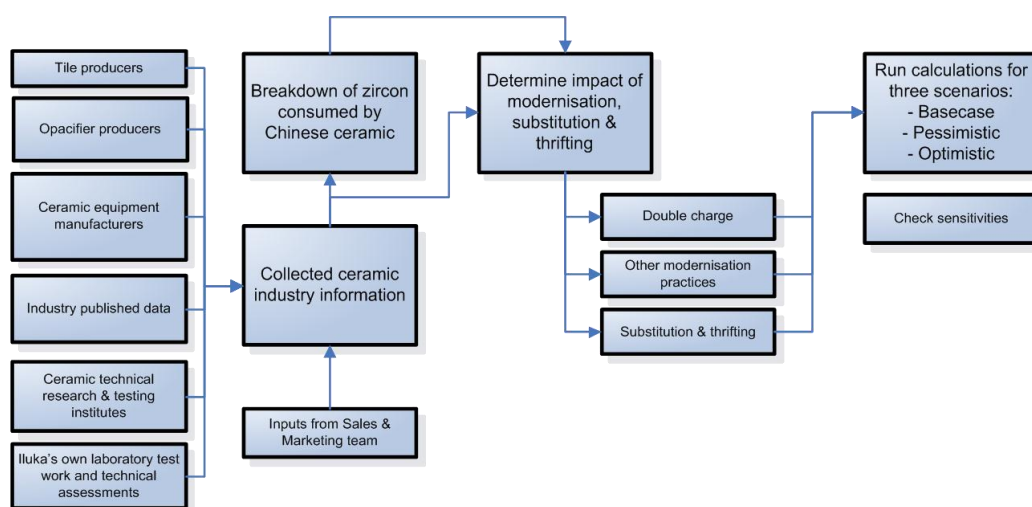 Tile producers
Opacifier producers
Ceramic equipment
manufacturers
Industry published data
Ceramic technical
research & testing
institutes
Iluka's own laboratory test
work and technical
assessments
Breakdown of zircon
consumed by
Chinese ceramic
Collected ceramic
industry information
Inputs from Sales &
Marketing team
Determine impact of
modernisation,
substitution &
thrifting
Double charge
Other modernisation
practices
Substitution & thrifting
Run calculations for
three scenarios:
- Basecase
- Pessimistic
- Optimistic
Check sensitivities